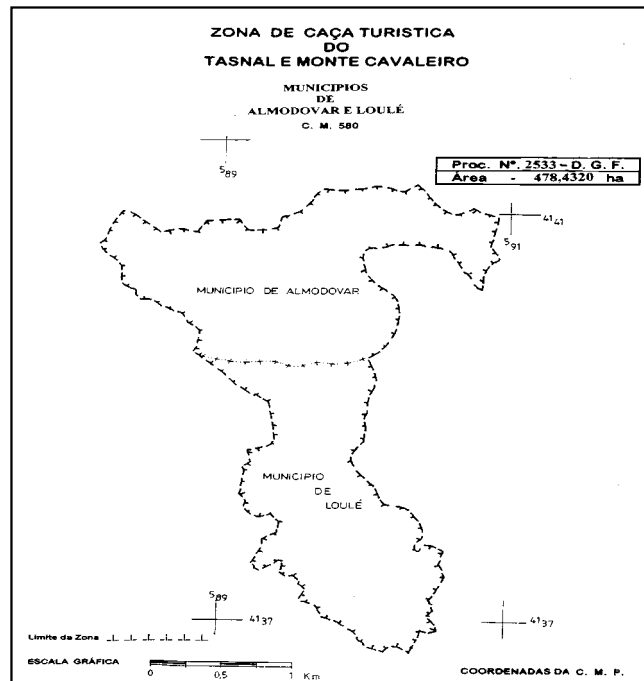 ZONA DE CAÇA TURISTICA
DO
TASNAL E MONTE CAVALEIRO
MUNICIPIOS
DE
ALMODOVAR E LOULÉ
C. M. 580
589
Proc. Nº. 2533 – D. G. F.
Área - 478,4320 ha
4141
591
MUNICIPIO DE ALMODOVAR
MUNICIPIO
DE
LOULÉ
589
4137
4137
Limite da Zona
ESCALA GRÁFICA
0 0,5 1 Km
COORDENADAS DA C. M. P.